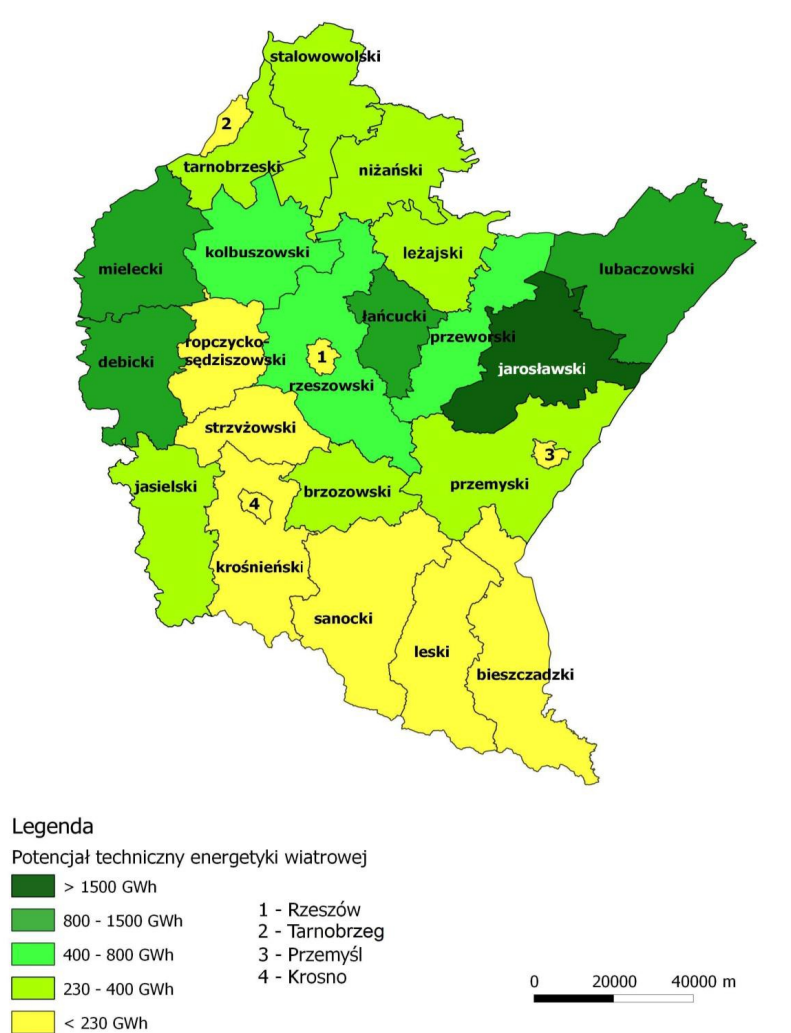 stalowowolski
2
tarnobrzeski
niżański
kolbuszowski
leżajski
mielecki
lubaczowski
łańcucki
ropczycko-
sędziszowski
1
przeworski
debicki
rzeszowski
jarosławski
strzyżowski
3
jasielski
brzozowski
przemyski
4
krośnieński
sanocki
leski
bieszczadzki
Legenda
Potencjał techniczny energetyki wiatrowej
> 1500 GWh
800 - 1500 GWh
400 - 800 GWh
230 - 400 GWh
< 230 GWh
1 - Rzeszów
2 - Tarnobrzeg
3 - Przemyśl
4 - Krosno
0 20000 40000 m